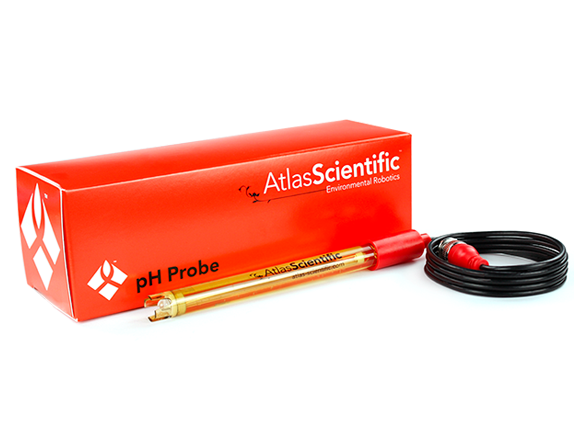 AtlasScientific™
Environmental Robotics
pH Probe
AtlasScientific
atlas-scientific.com